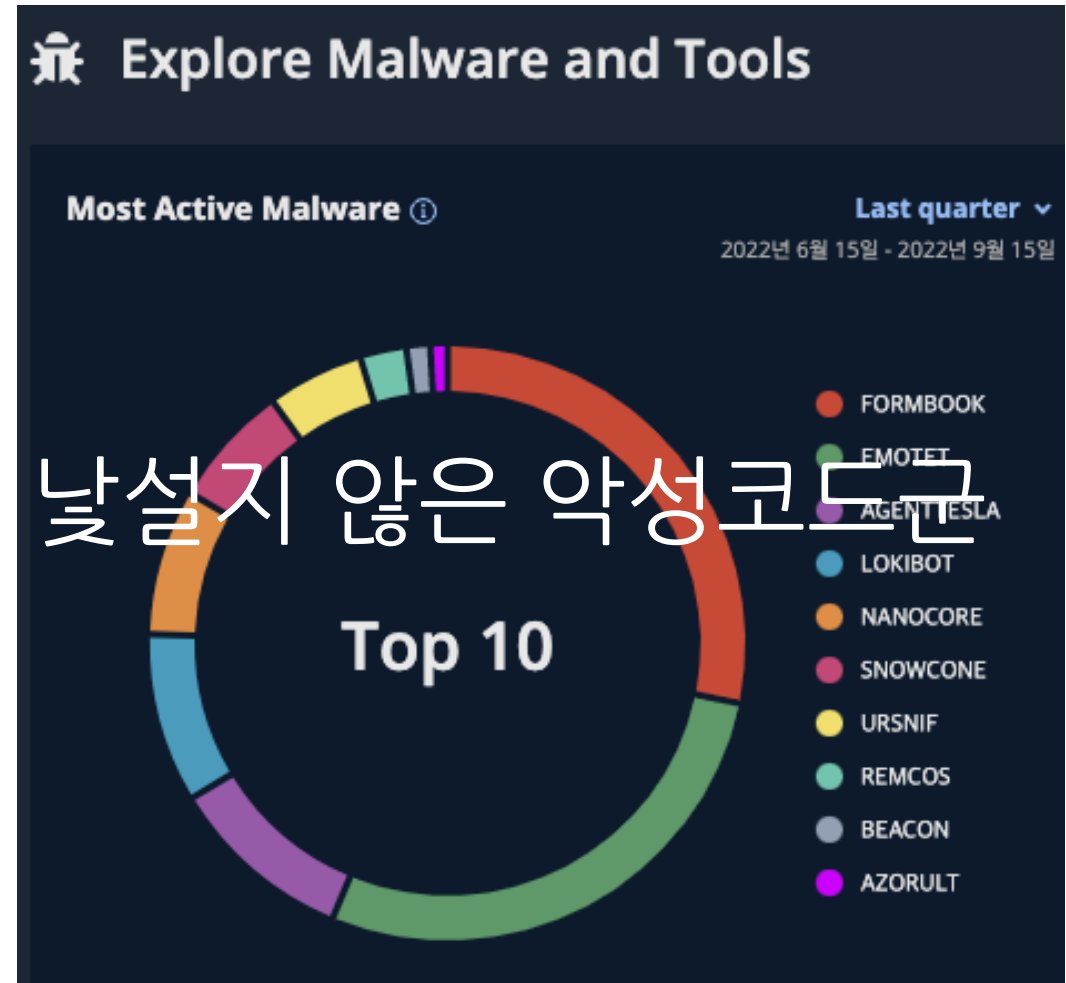 Explore Malware and Tools
Most Active Malware
Last quarter
2022년 6월 15일 - 2022년 9월 15일
FORMBOOK
EMOTET
낯설지 않은 악성코드군
AGENTTESLA
LOKIBOT
NANOCORE
Top 10
SNOWCONE
URSNIF
REMCOS
BEACON
AZORULT